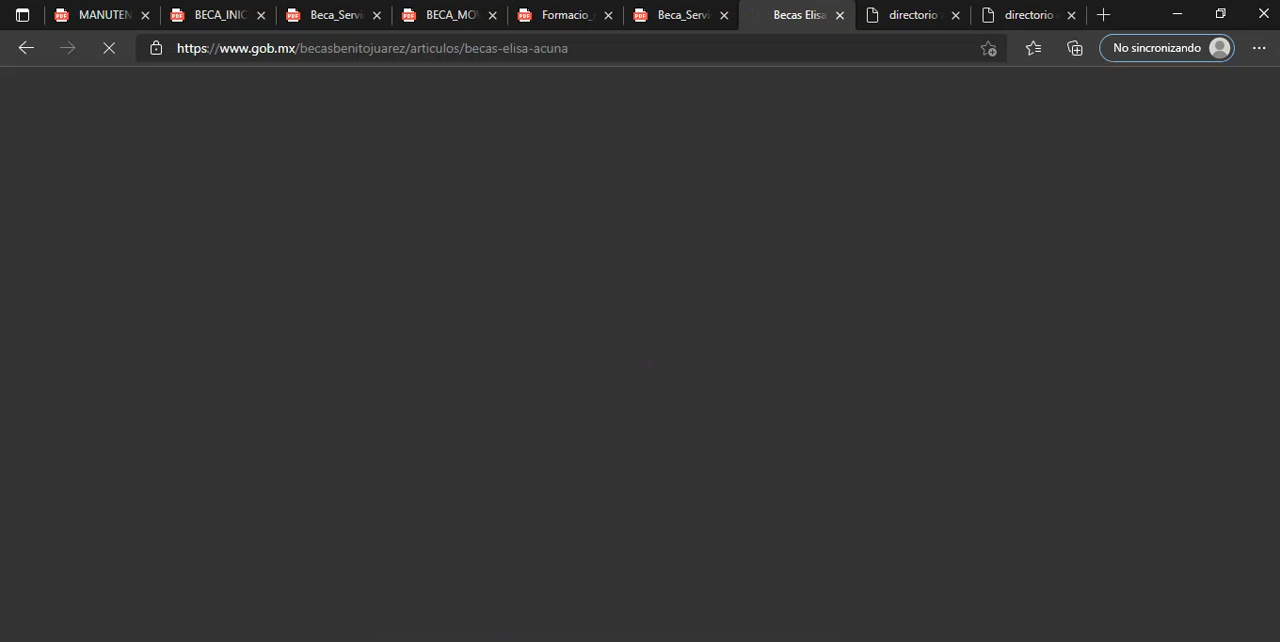 MANUTEN BECA_INIC Beca_Servi BECA_MOV Formacio_ Beca_Servi Becas Elisa directorio directorio
https://www.gob.mx/becasbenitojuarez/articulos/becas-elisa-acuna No sincronizando